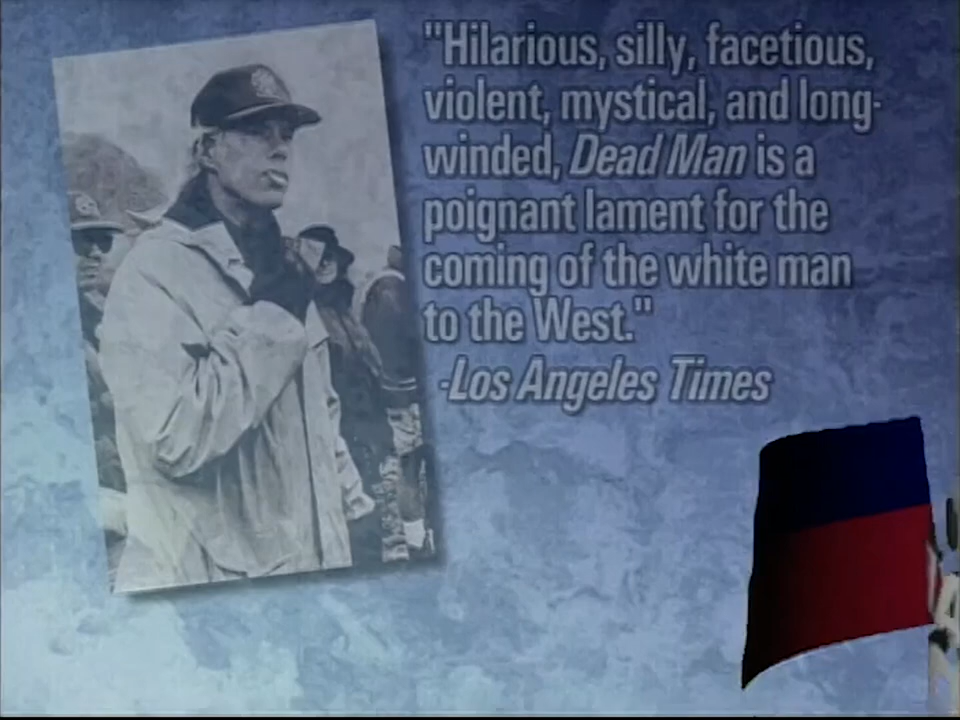 "Hilarious, silly, facetious,
violent, mystical, and long-
winded, Dead Man is a
poignant lament for the
coming of the white man
to the West."
-Los Angeles Times